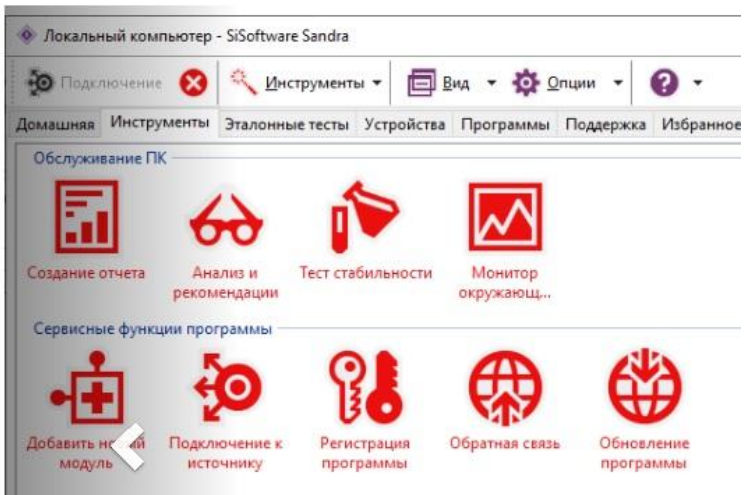 Локальный компьютер - SiSoftware Sandra
Подключение Инструменты Вид Опции
Домашняя Инструменты Эталонные тесты Устройства Программы Поддержка Избранное
Обслуживание ПК
Создание отчета
Анализ и
рекомендации
Тест стабильности
Монитор
окружающ...
Сервисные функции программы
Добавить новый
модуль
Подключение к
источнику
Регистрация
программы
Обратная связь
Обновление
программы